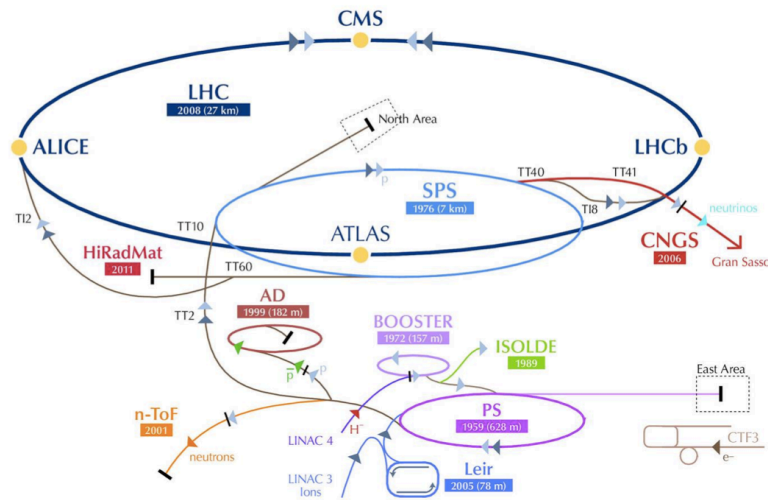 CMS
LHC
2008 (27 km)
North Area
ALICE
LHCb
TT40
TT41
p
SPS
1976 (7 km)
TI2
TT10
TI8
neutrinos
ATLAS
HiRadMat
2011
CNGS
2006
TT60
Gran Sasso
AD
1999 (182 m)
TT2
BOOSTER
1972 (157 m)
ISOLDE
1989
p̅
p
East Area
n-ToF
2001
PS
1959 (628 m)
H⁻
LINAC 4
CTF3
neutrons
e–
LINAC 3
Ions
Leir
2005 (78 m)